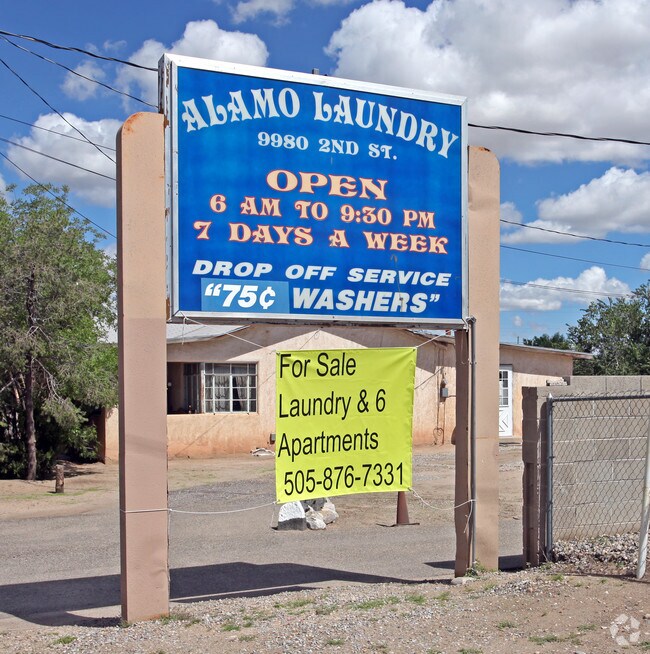 ALAMO LAUNDRY
9980 2ND ST.
OPEN
6 AM TO 9:30 PM
7 DAYS A WEEK
DROP OFF SERVICE
"75¢ WASHERS"
For Sale
Laundry & 6
Apartments
505-876-7331